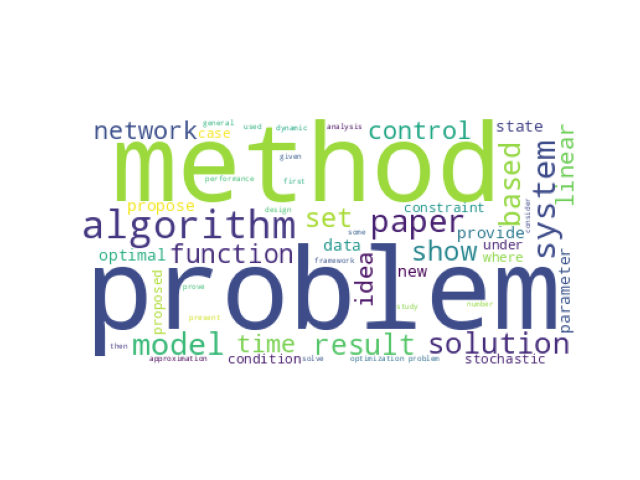 general used dynamic analysis
network case control state
method
given
performance first
propose design constraint
algorithm set paper based system linear
some consider
optimal function data show provide under where
framework idea new
problem
prove
proposed present study number parameter
model time result solution
then
approximation condition solve optimization problem stochastic